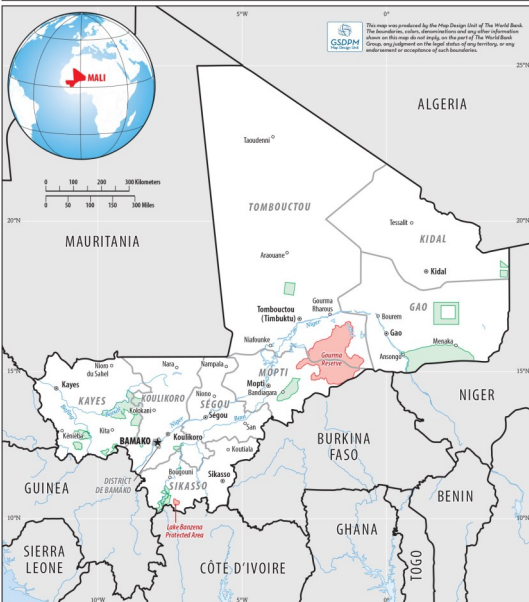 5°W
0°
GSDPM
Map Design Unit
This map was produced by the Map Design Unit of The World Bank.
The boundaries, colors, denominations and any other information
shown on this map do not imply, on the part of The World Bank
Group, any judgment on the legal status of any territory, or any
endorsement or acceptance of such boundaries.
MALI
25°N
25°N
ALGERIA
0 100 200 300 Kilometers
0 50 100 150 300 Miles
Taoudenni
TOMBOUCTOU
Tessalit
20°N
20°N
MAURITANIA
KIDAL
Araouane
Kidal
GAO
Tombouctou
(Timbuktu)
Gourma
Rharous
Bourem
Niger
Gao
Niafounke
Menaka
Ansongo
Gourma
Reserve
15°N
15°N
Nioro
du Sahel
Nara
Nampala
MOPTI
Mopti
Bandiagara
Kayes
KAYES
KOULIKORO
Niono
SÉGOU
NIGER
Kolokani
Ségou
San
Kéniéba
Kita
BAMAKO
Niger
Koulikoro
Koutiala
BURKINA
FASO
GUINEA
DISTRICT
DE BAMAKO
Bougouni
Sikasso
SIKASSO
BENIN
Lake Banzena
Protected Area
10°N
10°N
GHANA
TOGO
SIERRA
LEONE
CÔTE D'IVOIRE
10°W
5°W
0°